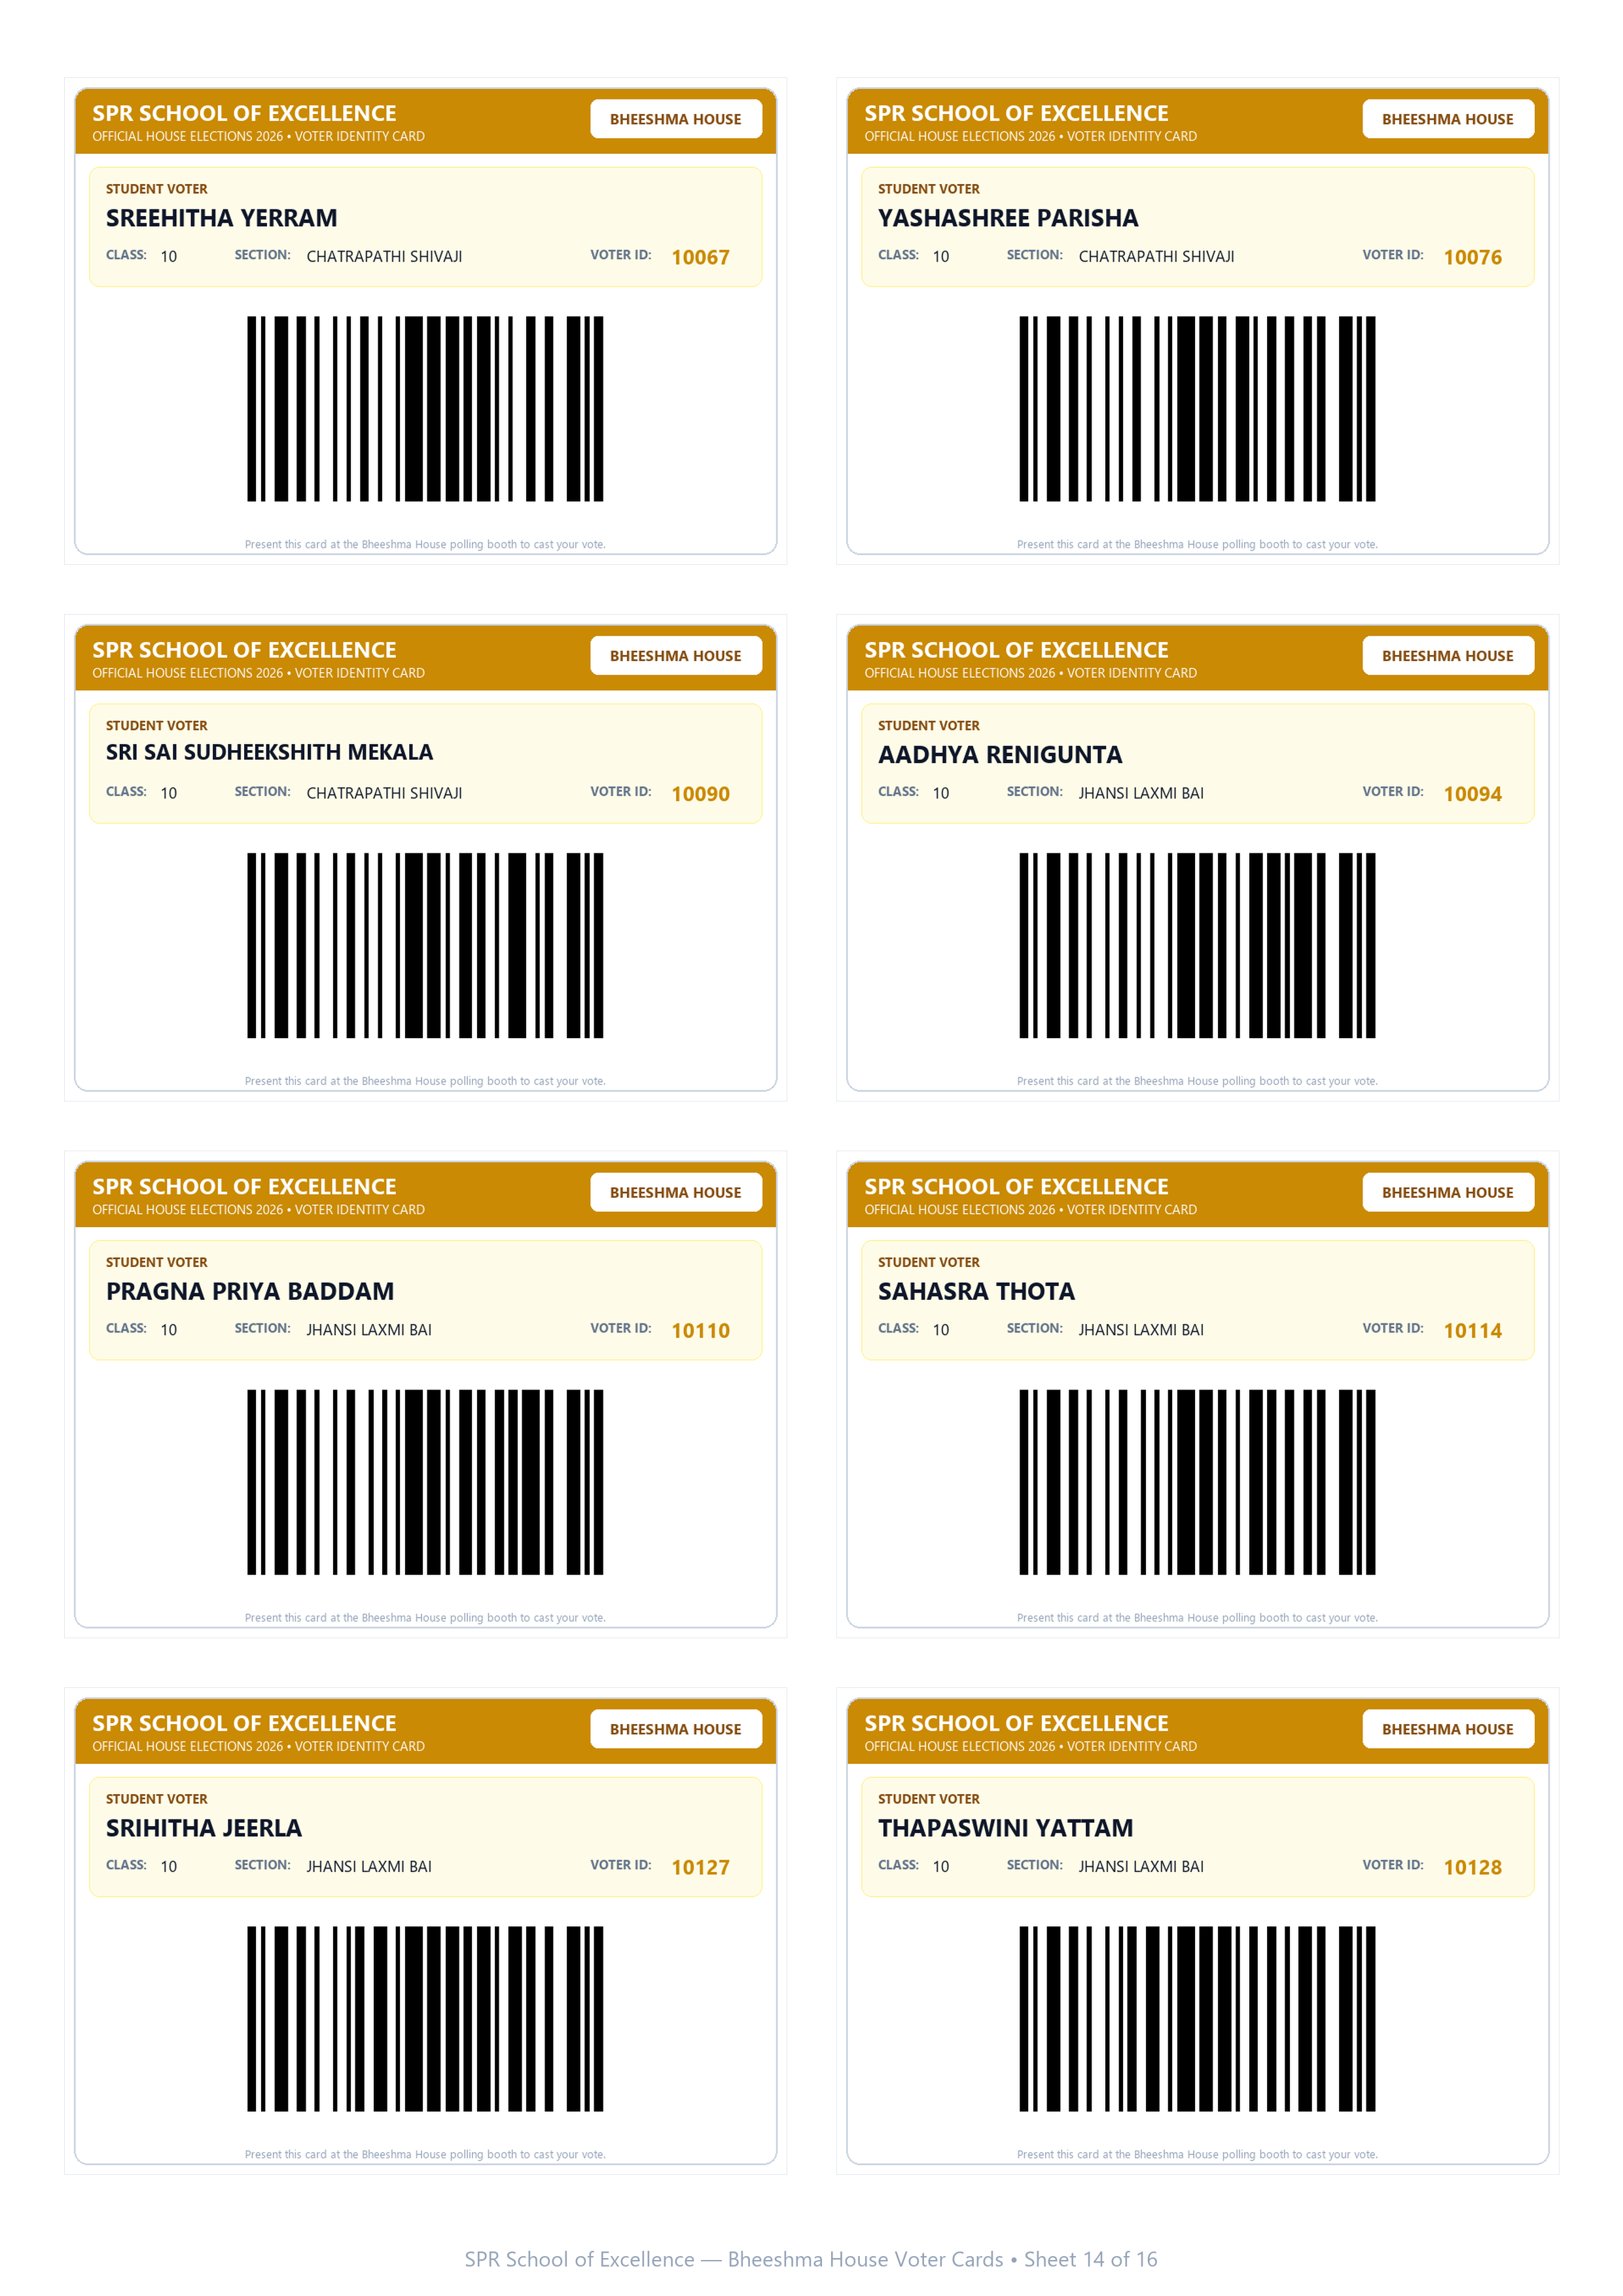 SPR SCHOOL OF EXCELLENCE
OFFICIAL HOUSE ELECTIONS 2026 • VOTER IDENTITY CARD
BHEESHMA HOUSE
STUDENT VOTER
SREEHITHA YERRAM
CLASS: 10 SECTION: CHATRAPATHI SHIVAJI VOTER ID: 10067
Present this card at the Bheeshma House polling booth to cast your vote.
SPR SCHOOL OF EXCELLENCE
OFFICIAL HOUSE ELECTIONS 2026 • VOTER IDENTITY CARD
BHEESHMA HOUSE
STUDENT VOTER
YASHASHREE PARISHA
CLASS: 10 SECTION: CHATRAPATHI SHIVAJI VOTER ID: 10076
Present this card at the Bheeshma House polling booth to cast your vote.
SPR SCHOOL OF EXCELLENCE
OFFICIAL HOUSE ELECTIONS 2026 • VOTER IDENTITY CARD
BHEESHMA HOUSE
STUDENT VOTER
SRI SAI SUDHEEKSHITH MEKALA
CLASS: 10 SECTION: CHATRAPATHI SHIVAJI VOTER ID: 10090
Present this card at the Bheeshma House polling booth to cast your vote.
SPR SCHOOL OF EXCELLENCE
OFFICIAL HOUSE ELECTIONS 2026 • VOTER IDENTITY CARD
BHEESHMA HOUSE
STUDENT VOTER
AADHYA RENIGUNTA
CLASS: 10 SECTION: JHANSI LAXMI BAI VOTER ID: 10094
Present this card at the Bheeshma House polling booth to cast your vote.
SPR SCHOOL OF EXCELLENCE
OFFICIAL HOUSE ELECTIONS 2026 • VOTER IDENTITY CARD
BHEESHMA HOUSE
STUDENT VOTER
PRAGNA PRIYA BADDAM
CLASS: 10 SECTION: JHANSI LAXMI BAI VOTER ID: 10110
Present this card at the Bheeshma House polling booth to cast your vote.
SPR SCHOOL OF EXCELLENCE
OFFICIAL HOUSE ELECTIONS 2026 • VOTER IDENTITY CARD
BHEESHMA HOUSE
STUDENT VOTER
SAHASRA THOTA
CLASS: 10 SECTION: JHANSI LAXMI BAI VOTER ID: 10114
Present this card at the Bheeshma House polling booth to cast your vote.
SPR SCHOOL OF EXCELLENCE
OFFICIAL HOUSE ELECTIONS 2026 • VOTER IDENTITY CARD
BHEESHMA HOUSE
STUDENT VOTER
SRIHITHA JEERLA
CLASS: 10 SECTION: JHANSI LAXMI BAI VOTER ID: 10127
Present this card at the Bheeshma House polling booth to cast your vote.
SPR SCHOOL OF EXCELLENCE
OFFICIAL HOUSE ELECTIONS 2026 • VOTER IDENTITY CARD
BHEESHMA HOUSE
STUDENT VOTER
THAPASWINI YATTAM
CLASS: 10 SECTION: JHANSI LAXMI BAI VOTER ID: 10128
Present this card at the Bheeshma House polling booth to cast your vote.
SPR School of Excellence — Bheeshma House Voter Cards • Sheet 14 of 16